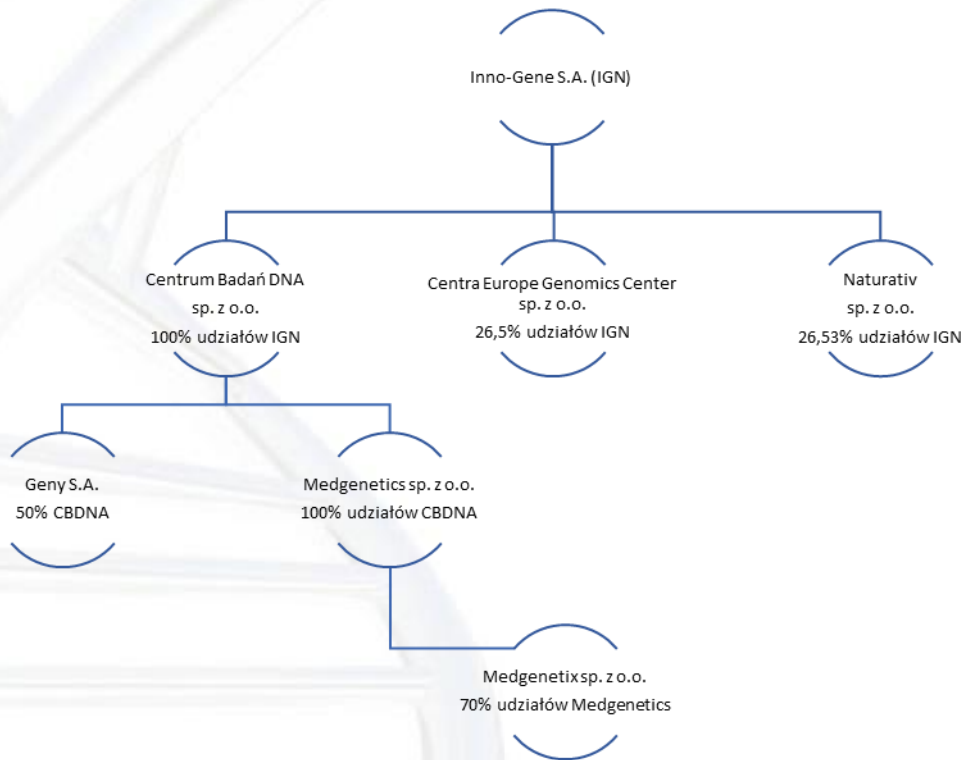 Inno-Gene S.A. (IGN)
Centrum Badań DNA
sp. z o.o.
100% udziałów IGN
Centra Europe Genomics Center
sp. z o.o.
26,5% udziałów IGN
Naturativ
sp. z o.o.
26,53% udziałów IGN
Geny S.A.
50% CBDNA
Medgenetics sp. z o.o.
100% udziałów CBDNA
Medgenetix sp. z o.o.
70% udziałów Medgenetics